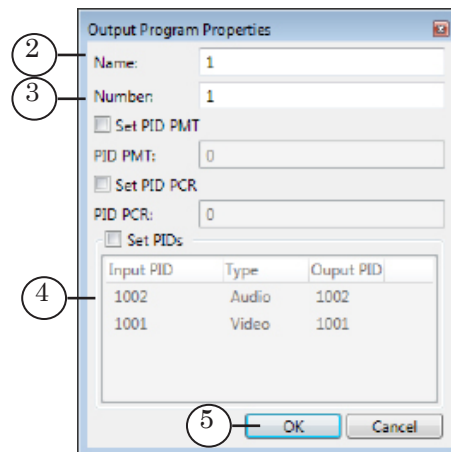 Output Program Properties
2
Name: 1
3
Number: 1
Set PID PMT
PID PMT: 0
Set PID PCR
PID PCR: 0
Set PIDs
Input PID Type Ouput PID
4
1002 Audio 1002
1001 Video 1001
5
OK Cancel